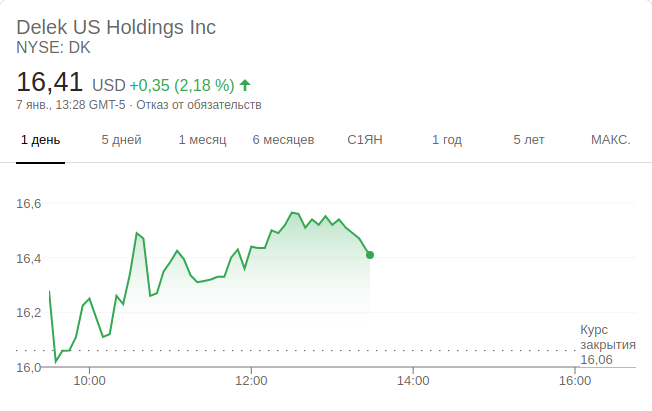 Delek US Holdings Inc
NYSE: DK
16,41 USD +0,35 (2,18 %)
7 янв., 13:28 GMT-5 · Отказ от обязательств
1 день 5 дней 1 месяц 6 месяцев С1ЯН 1 год 5 лет МАКС.
16,6
16,4
16,2
16,0
Курс
закрытия
16,06
10:00 12:00 14:00 16:00